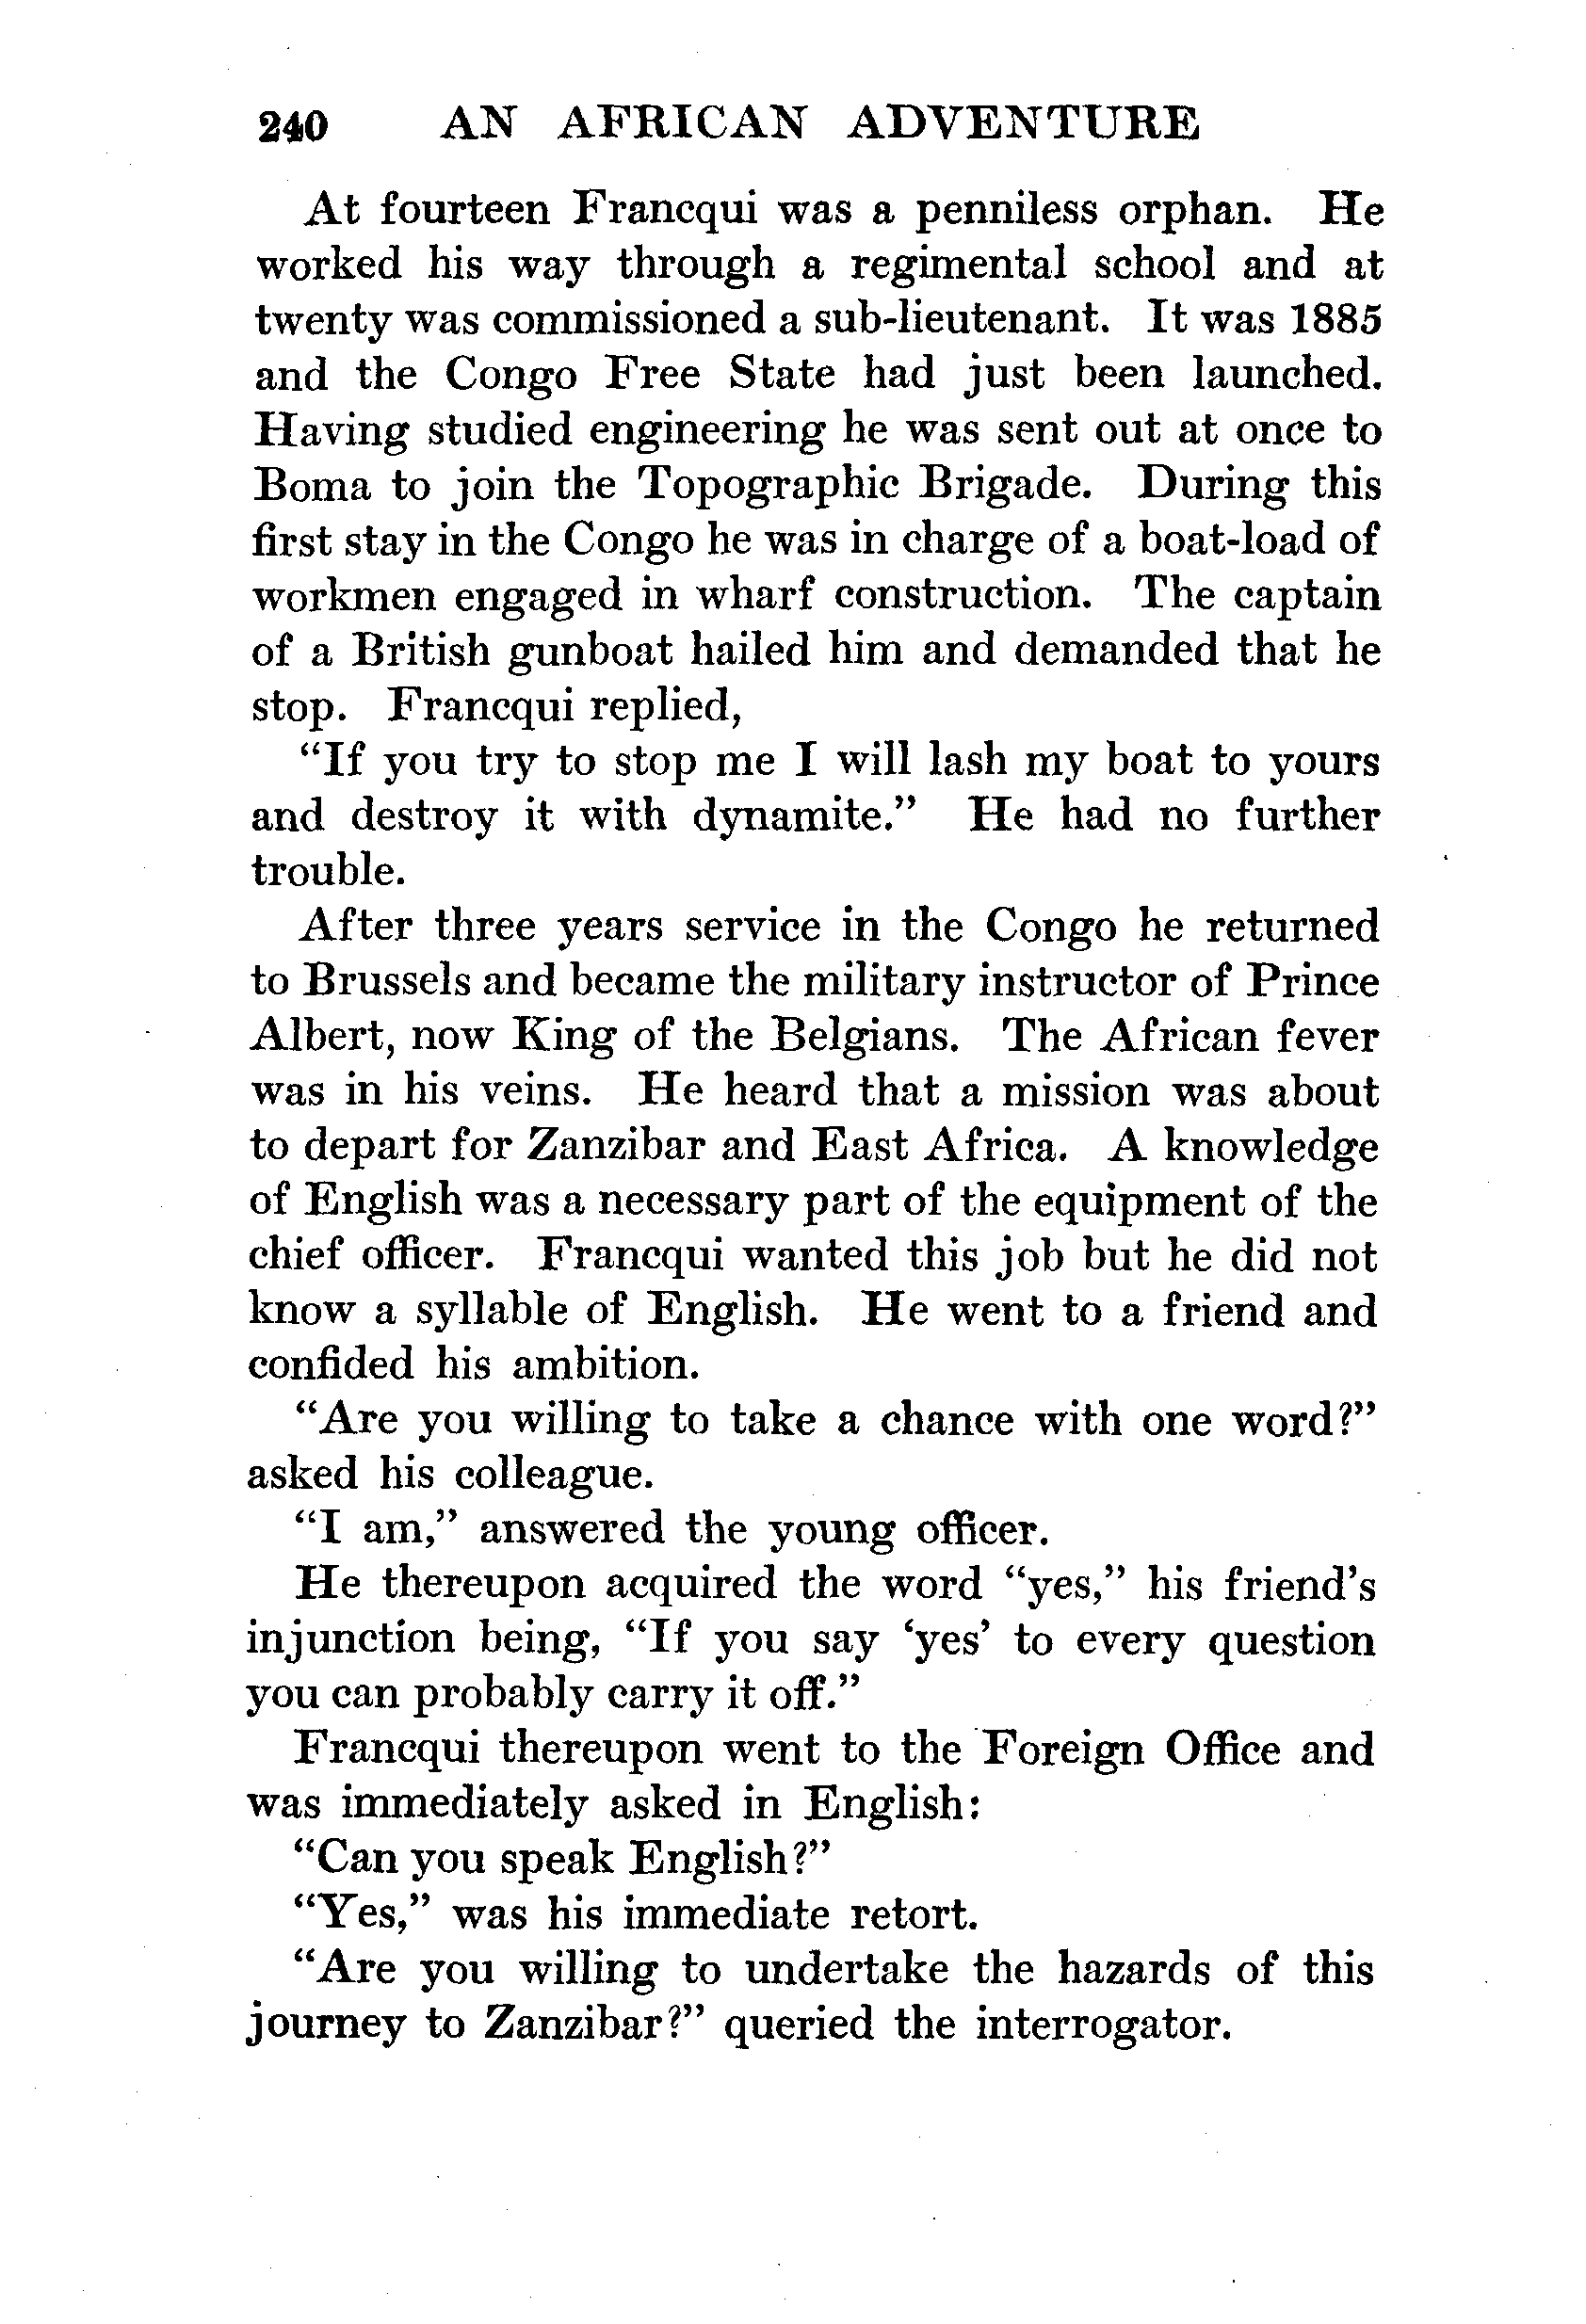 240 AN AFRICAN ADVENTURE
At fourteen Francqui was a penniless orphan. He
worked his way through a regimental school and at
twenty was commissioned a sub-lieutenant. It was 1885
and the Congo Free State had just been launched.
Having studied engineering he was sent out at once to
Boma to join the Topographic Brigade. During this
first stay in the Congo he was in charge of a boat-load of
workmen engaged in wharf construction. The captain
of a British gunboat hailed him and demanded that he
stop. Francqui replied,
"If you try to stop me I will lash my boat to yours
and destroy it with dynamite." He had no further
trouble.
After three years service in the Congo he returned
to Brussels and became the military instructor of Prince
Albert, now King of the Belgians. The African fever
was in his veins. He heard that a mission was about
to depart for Zanzibar and East Africa. A knowledge
of English was a necessary part of the equipment of the
chief officer. Francqui wanted this job but he did not
know a syllable of English. He went to a friend and
confided his ambition.
"Are you willing to take a chance with one word?"
asked his colleague.
"I am," answered the young officer.
He thereupon acquired the word "yes," his friend's
injunction being, "If you say 'yes' to every question
you can probably carry it off."
Francqui thereupon went to the Foreign Office and
was immediately asked in English:
"Can you speak English?"
"Yes," was his immediate retort.
"Are you willing to undertake the hazards of this
journey to Zanzibar?" queried the interrogator.